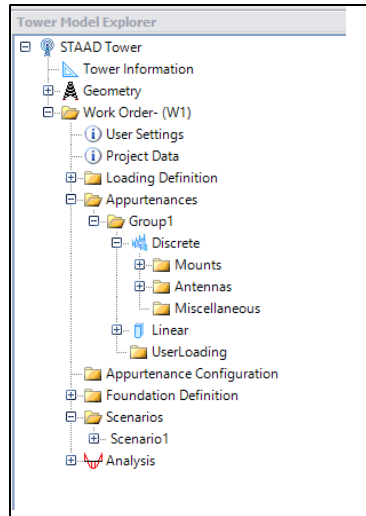 Tower Model Explorer
STAAD Tower
Tower Information
Geometry
Work Order- (W1)
User Settings
Project Data
Loading Definition
Appurtenances
Group1
Discrete
Mounts
Antennas
Miscellaneous
Linear
UserLoading
Appurtenance Configuration
Foundation Definition
Scenarios
Scenario1
Analysis